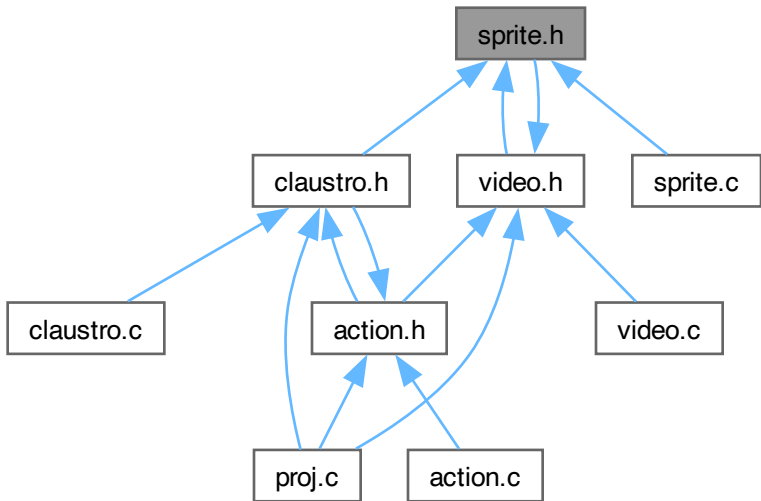 sprite.h
claustro.h
video.h
sprite.c
claustro.c
action.h
video.c
proj.c
action.c